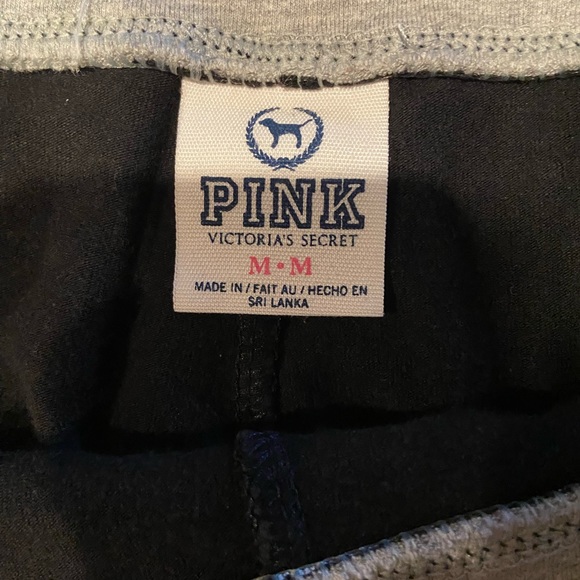 PINK
VICTORIA'S SECRET
M•M
MADE IN / FAIT AU / HECHO EN
SRI LANKA